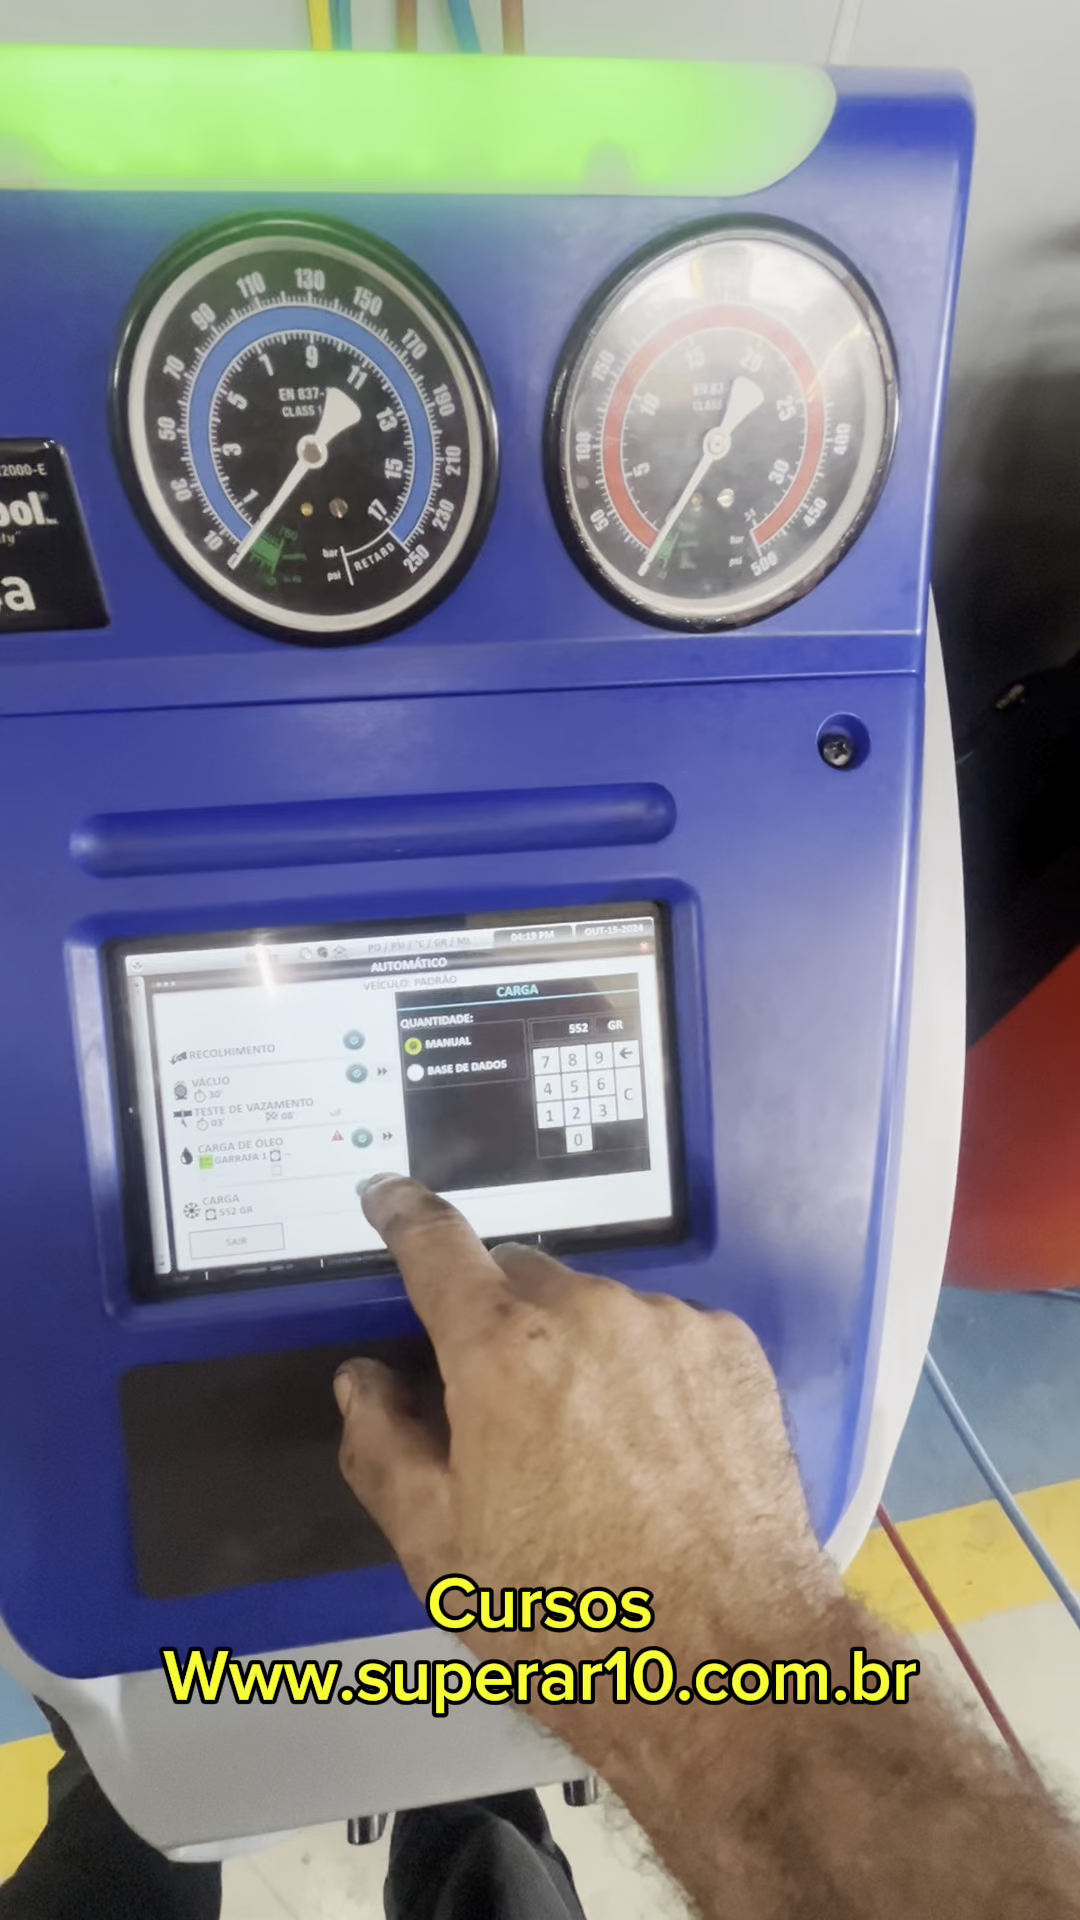 110 130 150
90 170
70 190
50 210
30 230
10 250
1 3 5 7 9 11 13 15 17
EN 837-
CLASS 1
bar
psi
RETARD
50 100 150 400 450 500
5 10 15 20 25 30
bar
psi
2000-E
AUTOMÁTICO
VEÍCULO: PADRÃO
04:19 PM
OUT-15-2024
RECOLHIMENTO
VÁCUO
30'
TESTE DE VAZAMENTO
03' 08'
CARGA DE ÓLEO
GARRAFA 1
CARGA
552 GR
SAIR
CARGA
QUANTIDADE:
MANUAL
BASE DE DADOS
552 GR
7 8 9 ←
4 5 6 C
1 2 3
0
Cursos
Www.superar10.com.br